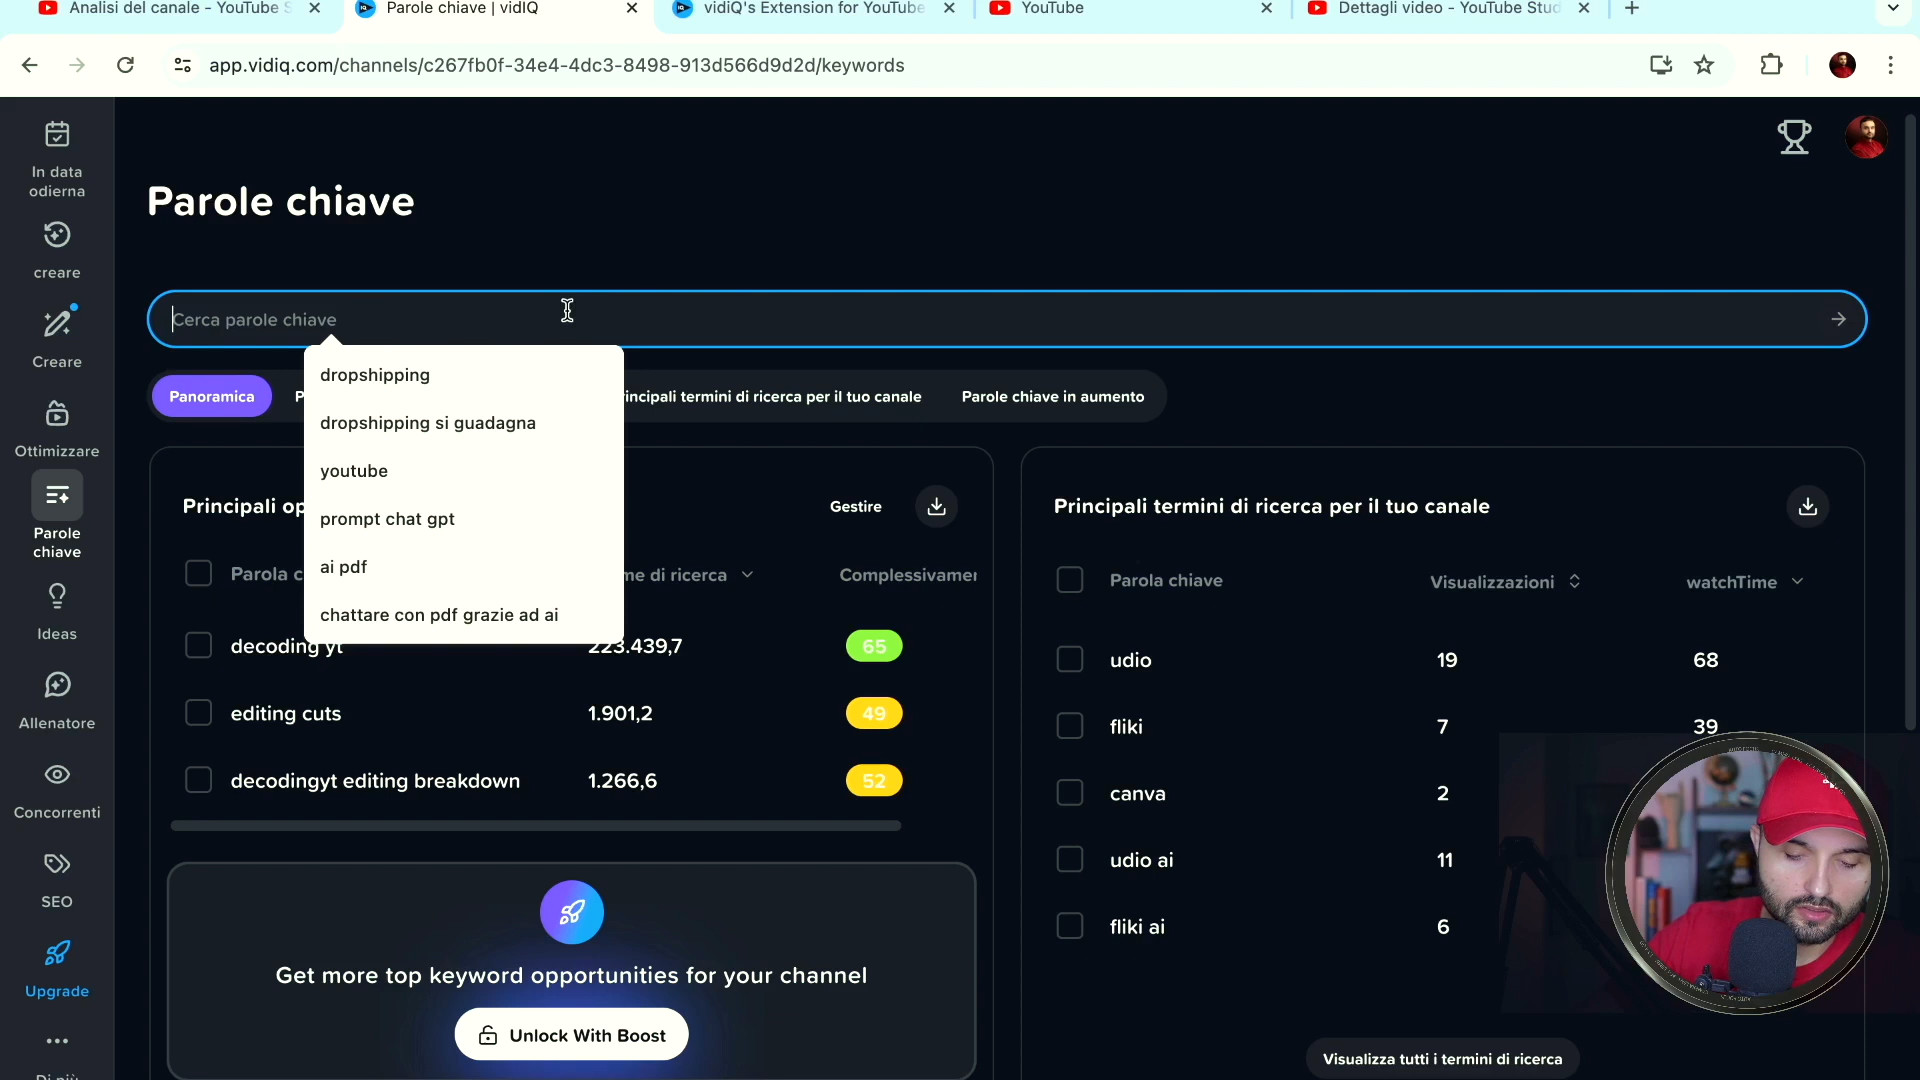 Analisi del canale - YouTube S
Parole chiave | vidIQ
vidiQ's Extension for YouTube
YouTube
Dettagli video - YouTube Stud
app.vidiq.com/channels/c267fb0f-34e4-4dc3-8498-913d566d9d2d/keywords
In data
odierna
creare
Creare
Ottimizzare
Parole
chiave
Ideas
Allenatore
Concorrenti
SEO
Upgrade
Di più
Parole chiave
Cerca parole chiave
dropshipping
dropshipping si guadagna
youtube
prompt chat gpt
ai pdf
chattare con pdf grazie ad ai
Panoramica
P
rincipali termini di ricerca per il tuo canale
Parole chiave in aumento
Principali op
Gestire
Parola c
me di ricerca
Complessivamen
decoding yt
223.439,7
65
editing cuts
1.901,2
49
decodingyt editing breakdown
1.266,6
52
Get more top keyword opportunities for your channel
Unlock With Boost
Principali termini di ricerca per il tuo canale
Parola chiave
Visualizzazioni
watchTime
udio
19
68
fliki
7
39
canva
2
udio ai
11
fliki ai
6
Visualizza tutti i termini di ricerca